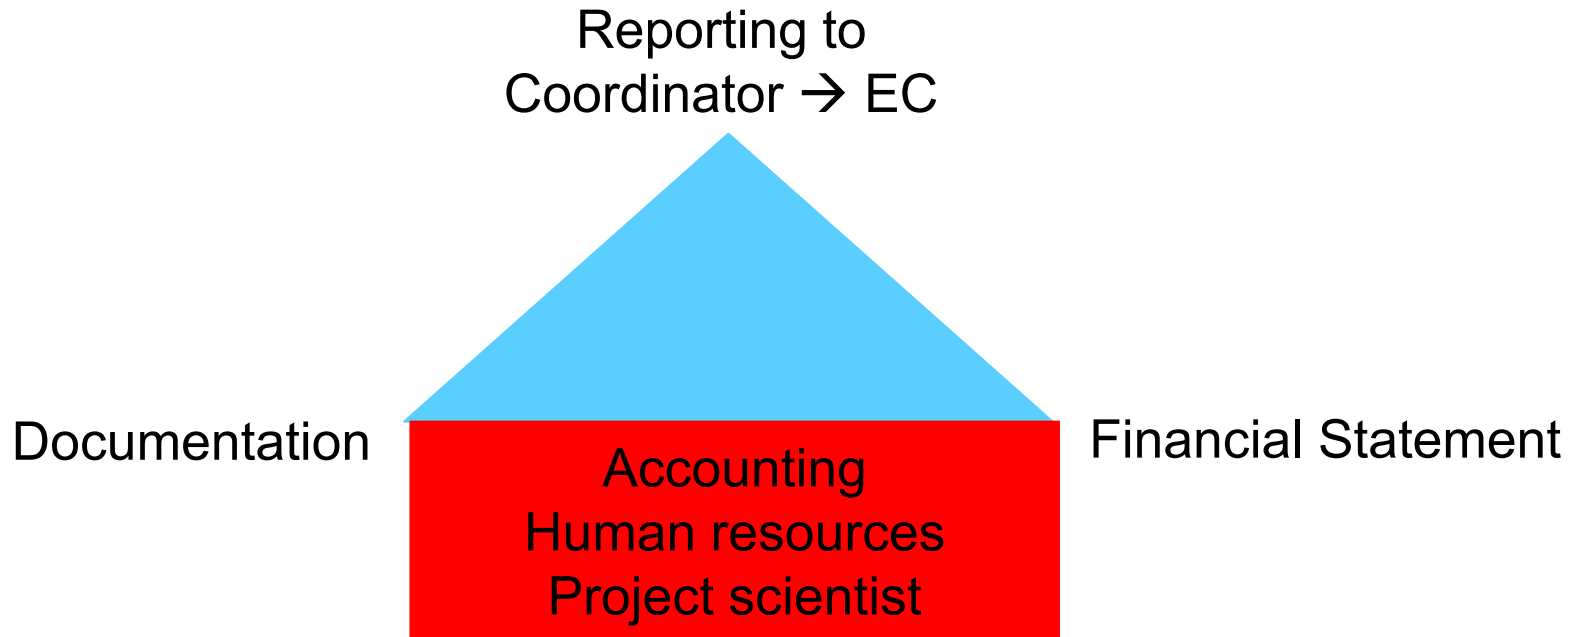 Reporting to
Coordinator → EC
Documentation
Financial Statement
Accounting
Human resources
Project scientist